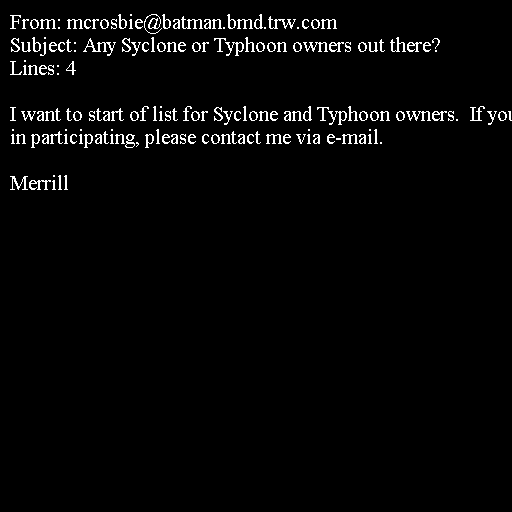 From: mcrosbie@batman.bmd.trw.com
Subject: Any Syclone or Typhoon owners out there?
Lines: 4

I want to start of list for Syclone and Typhoon owners.  If you
in participating, please contact me via e-mail.

Merrill